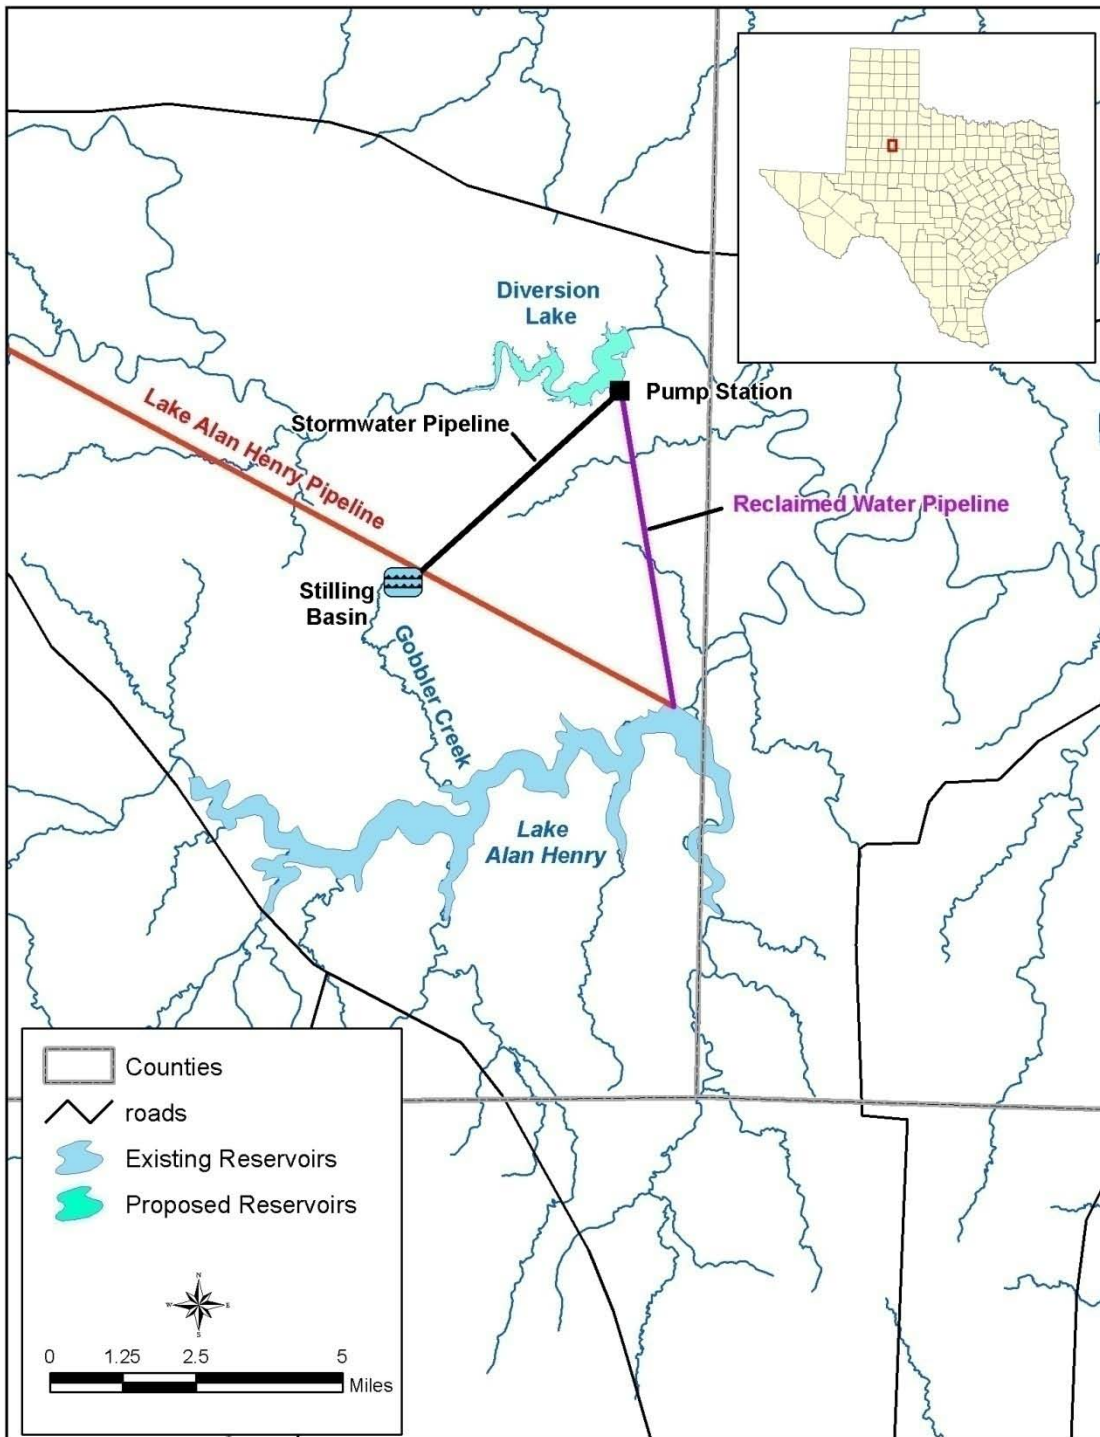 Diversion
Lake
Pump Station
Stormwater Pipeline
Lake Alan Henry Pipeline
Reclaimed Water Pipeline
Stilling
Basin
Gobbler Creek
Lake
Alan Henry
Counties
roads
Existing Reservoirs
Proposed Reservoirs
N
W
E
S
0 1.25 2.5 5
Miles